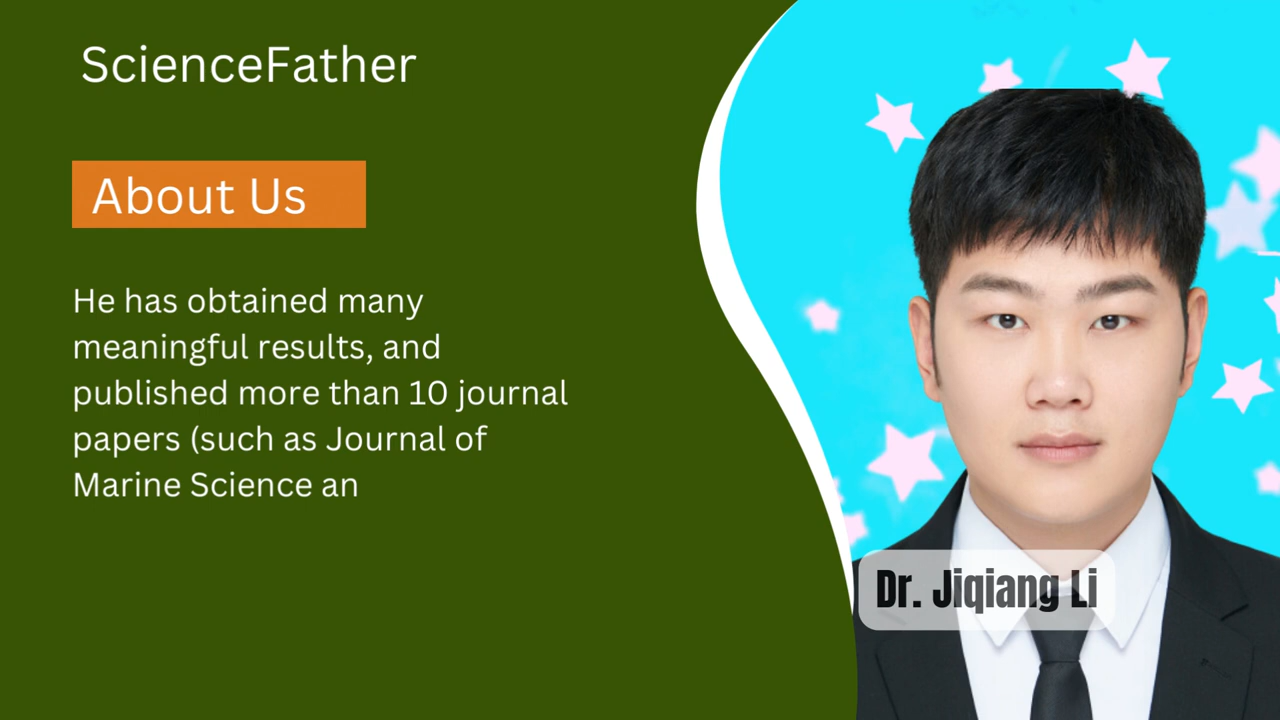 ScienceFather
About Us
He has obtained many
meaningful results, and
published more than 10 journal
papers (such as Journal of
Marine Science an
Dr. Jiqiang Li